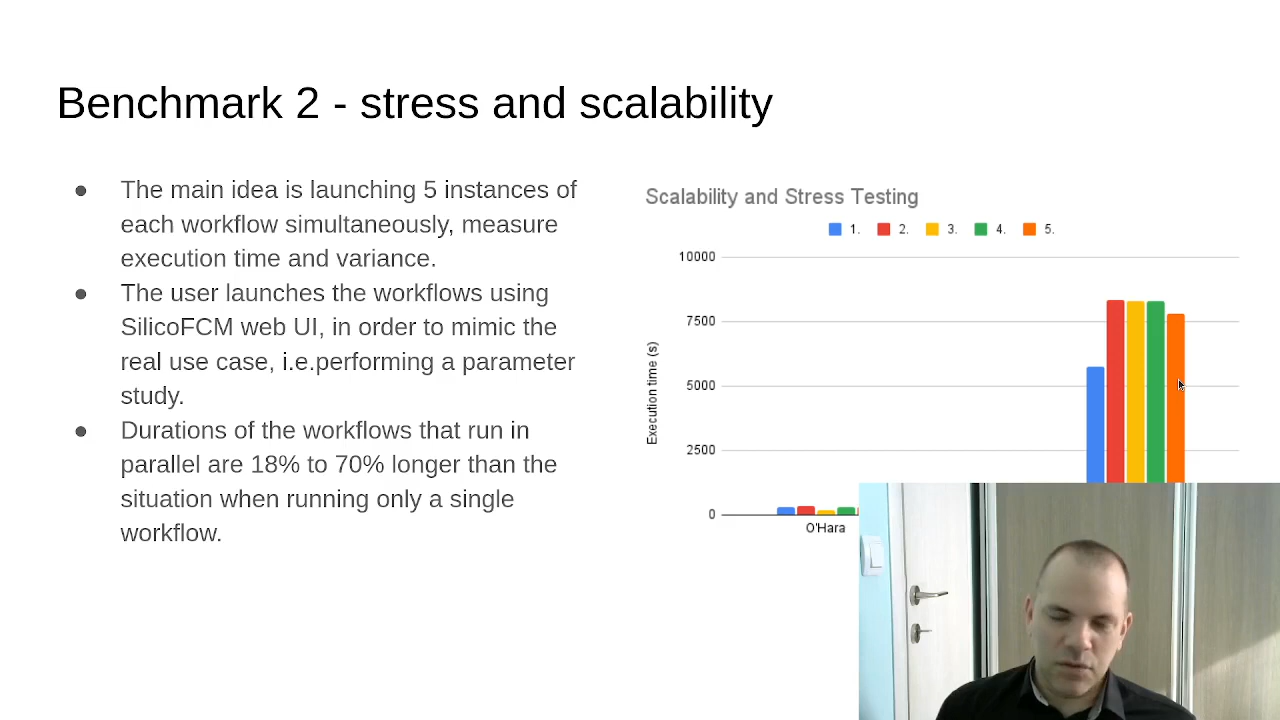 Benchmark 2 - stress and scalability
● The main idea is launching 5 instances of
each workflow simultaneously, measure
execution time and variance.
● The user launches the workflows using
SilicoFCM web UI, in order to mimic the
real use case, i.e.performing a parameter
study.
● Durations of the workflows that run in
parallel are 18% to 70% longer than the
situation when running only a single
workflow.
Scalability and Stress Testing
1. 2. 3. 4. 5.
10000
7500
5000
2500
0
Execution time (s)
O'Hara